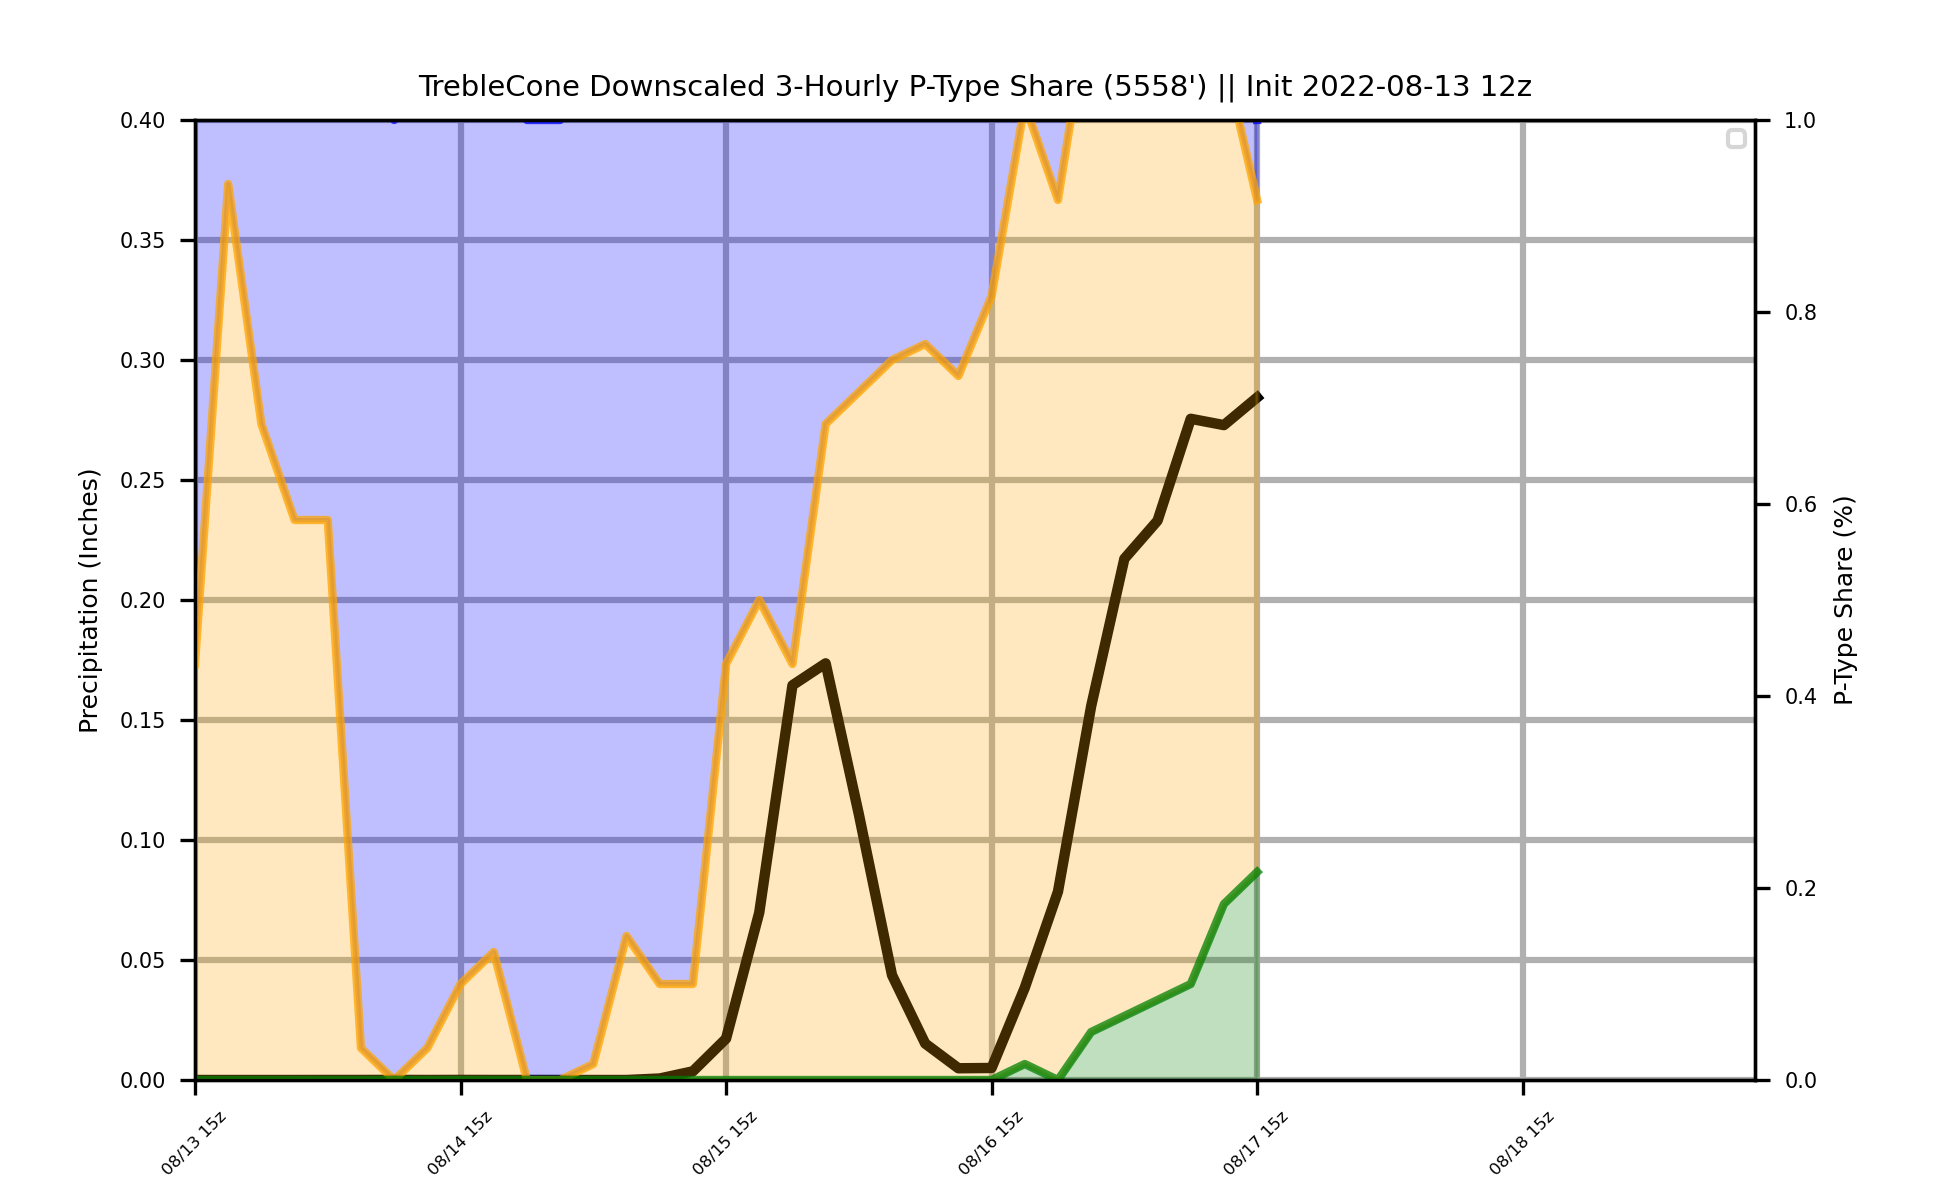 TrebleCone Downscaled 3-Hourly P-Type Share (5558') || Init 2022-08-13 12z
0.40
0.35
0.30
0.25
0.20
0.15
0.10
0.05
0.00
Precipitation (Inches)
1.0
0.8
0.6
0.4
0.2
0.0
P-Type Share (%)
08/13 15z
08/14 15z
08/15 15z
08/16 15z
08/17 15z
08/18 15z